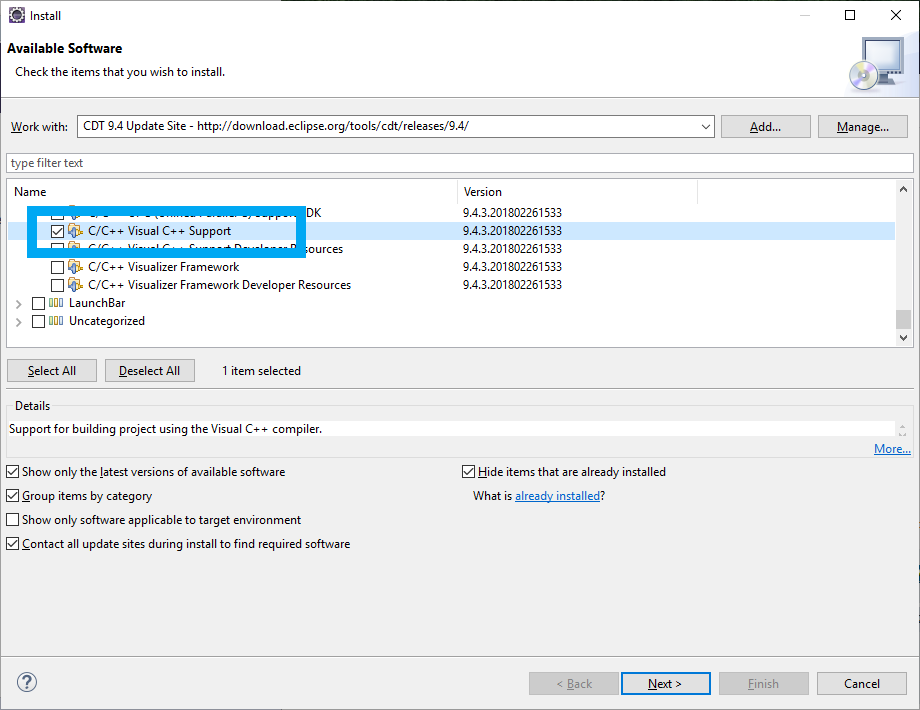 Install
Available Software
Check the items that you wish to install.
Work with: CDT 9.4 Update Site - http://download.eclipse.org/tools/cdt/releases/9.4/ Add... Manage...
type filter text
Name Version
DK 9.4.3.201802261533
C/C++ Visual C++ Support 9.4.3.201802261533
C/C++ Visual C++ Support Developer Resources 9.4.3.201802261533
C/C++ Visualizer Framework 9.4.3.201802261533
C/C++ Visualizer Framework Developer Resources 9.4.3.201802261533
LaunchBar
Uncategorized
Select All Deselect All 1 item selected
Details
Support for building project using the Visual C++ compiler.
More...
Show only the latest versions of available software Hide items that are already installed
Group items by category What is already installed?
Show only software applicable to target environment
Contact all update sites during install to find required software
? < Back Next > Finish Cancel